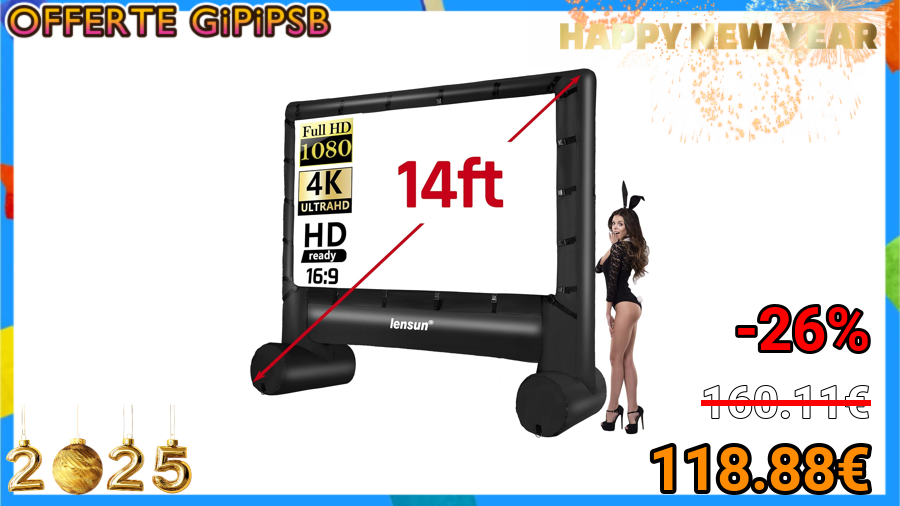 OFFERTE GiPiPSB
HAPPY NEW YEAR
Full HD
1080
4K
ULTRAHD
HD
ready
16:9
14ft
lensun®
-26%
160.11€
118.88€
2025